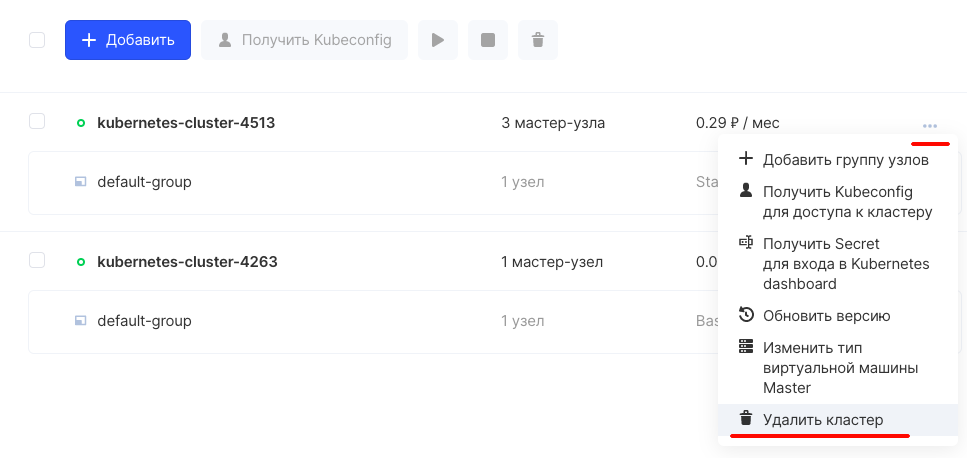 Добавить Получить Kubeconfig
kubernetes-cluster-4513 3 мастер-узла 0.29 ₽ / мес
default-group 1 узел Sta
kubernetes-cluster-4263 1 мастер-узел 0.0
default-group 1 узел Bas
Добавить группу узлов
Получить Kubeconfig
для доступа к кластеру
Получить Secret
для входа в Kubernetes
dashboard
Обновить версию
Изменить тип
виртуальной машины
Master
Удалить кластер